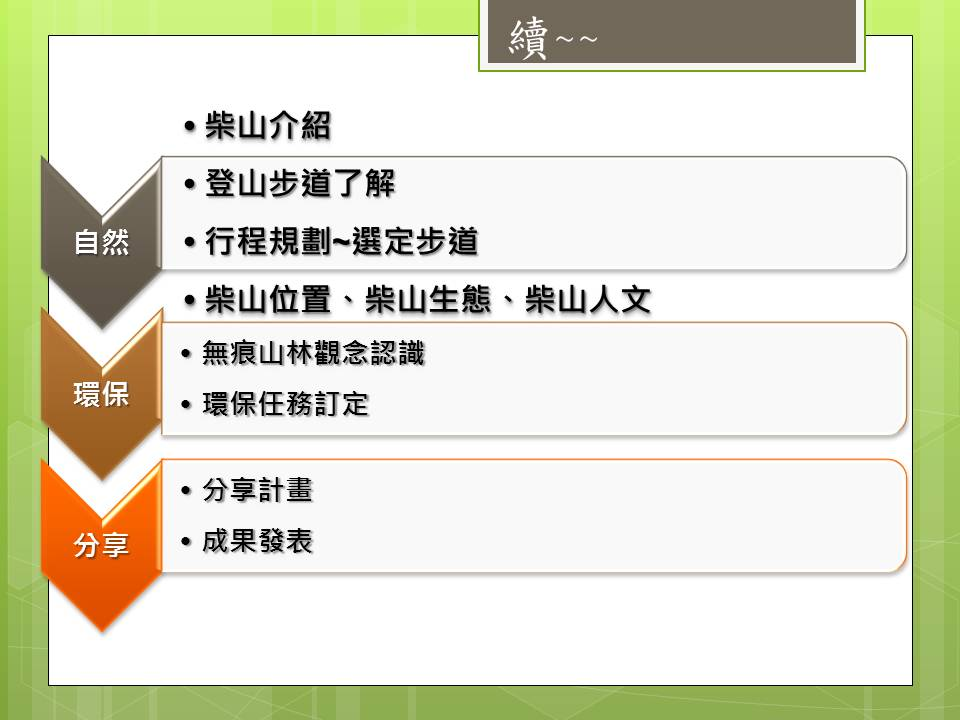 續~~
• 柴山介紹
• 登山步道了解
自然
• 行程規劃~選定步道
• 柴山位置、柴山生態、柴山人文
• 無痕山林觀念認識
環保
• 環保任務訂定
• 分享計畫
分享
• 成果發表